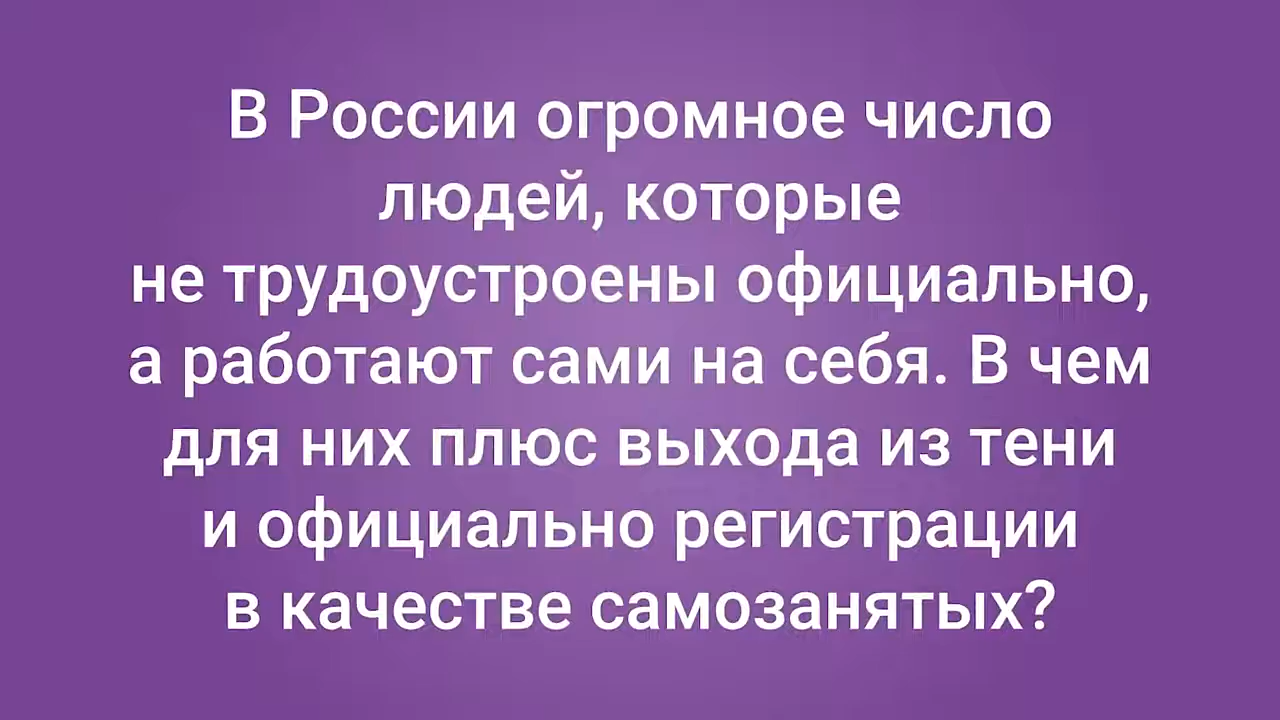 В России огромное число
людей, которые
не трудоустроены официально,
а работают сами на себя. В чем
для них плюс выхода из тени
и официально регистрации
в качестве самозанятых?